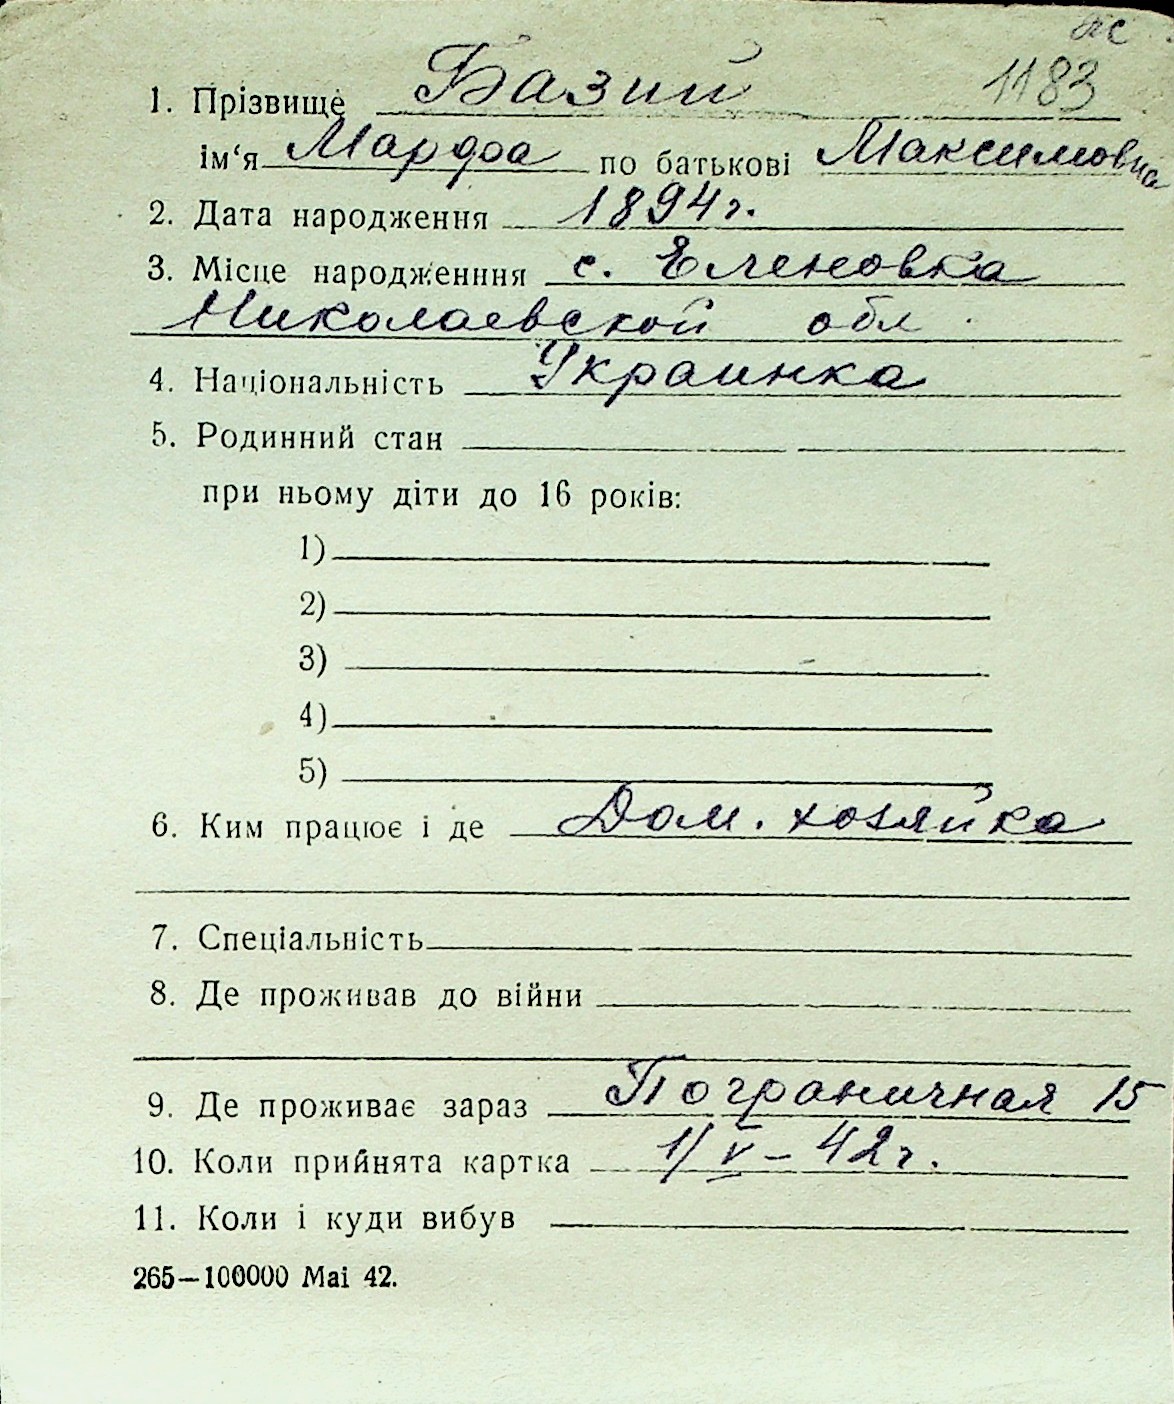 1183
1. Прізвище Базий
ім‘я Марфа по батькові Максимовна
2. Дата народження 1894 г.
3. Місце народженння с. Еленовка
Николаевской обл.
4. Національність Украинка
5. Родинний стан
при ньому діти до 16 років:
1)
2)
3)
4)
5)
6. Ким працює і де Дом. хозяйка
7. Спеціальність
8. Де проживав до війни
9. Де проживає зараз Пограничная 15
10. Коли прийнята картка 1/V – 42 г.
11. Коли і куди вибув
265—100000 Mai 42.